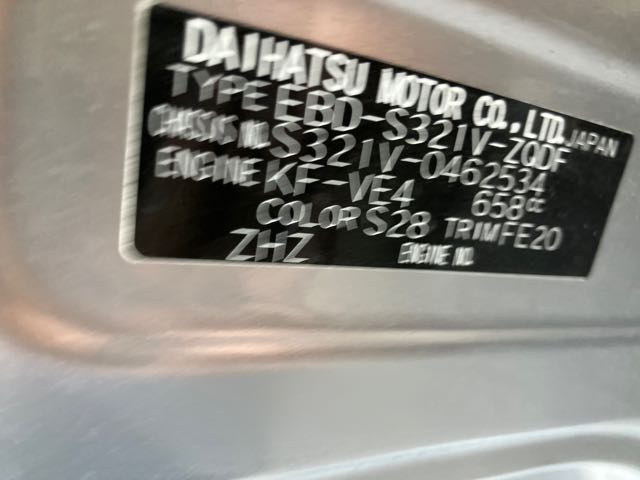 DAIHATSU MOTOR CO., LTD. JAPAN
TYPE EBD-S321V-ZQDF
CHASSIS NO. S321V-0462534
ENGINE KF-VE4 658cc
COLOR S28 TRIM FE20
ZHZ ENGINE NO.